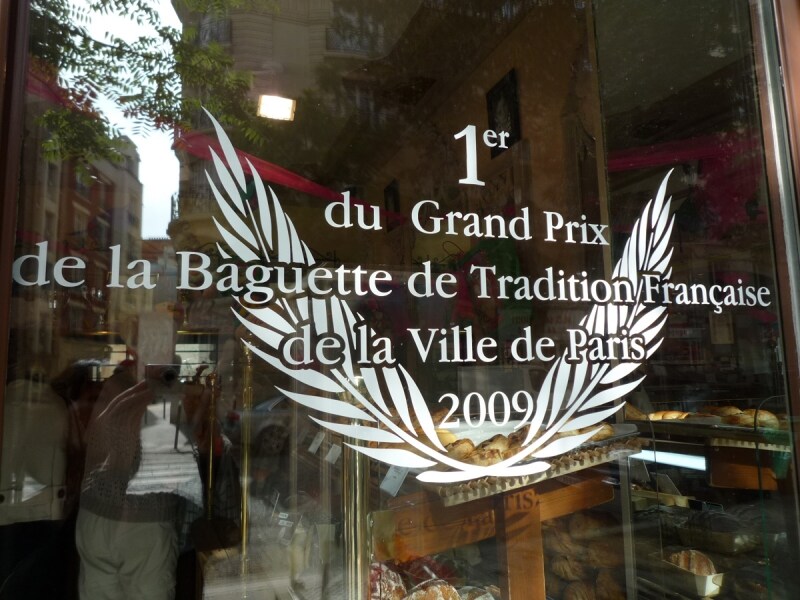 1er
du Grand Prix
de la Baguette de Tradition Française
de la Ville de Paris
2009